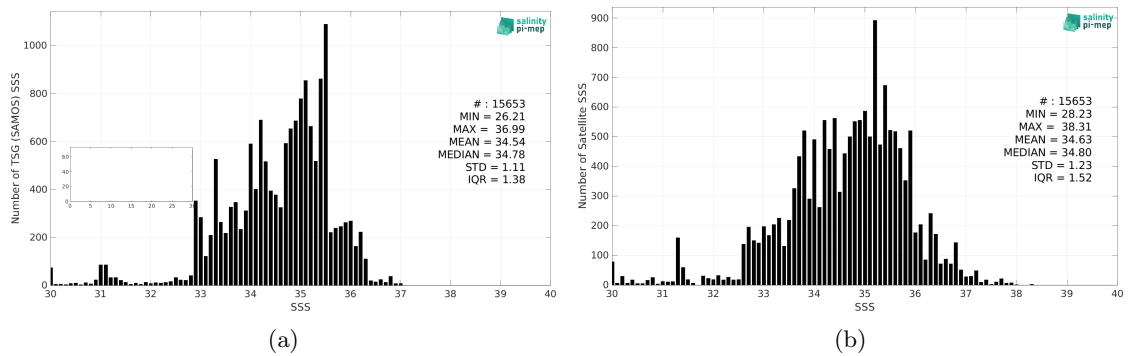 salinity
pi-mep
Number of TSG (SAMOS) SSS
1000
800
600
400
200
0
# : 15653
MIN = 26.21
MAX = 36.99
MEAN = 34.54
MEDIAN = 34.78
STD = 1.11
IQR = 1.38
60
40
20
0
0 5 10 15 20 25 30
30 31 32 33 34 35 36 37 38 39 40
SSS
(a)
salinity
pi-mep
Number of Satellite SSS
900
800
700
600
500
400
300
200
100
0
# : 15653
MIN = 28.23
MAX = 38.31
MEAN = 34.63
MEDIAN = 34.80
STD = 1.23
IQR = 1.52
30 31 32 33 34 35 36 37 38 39 40
SSS
(b)